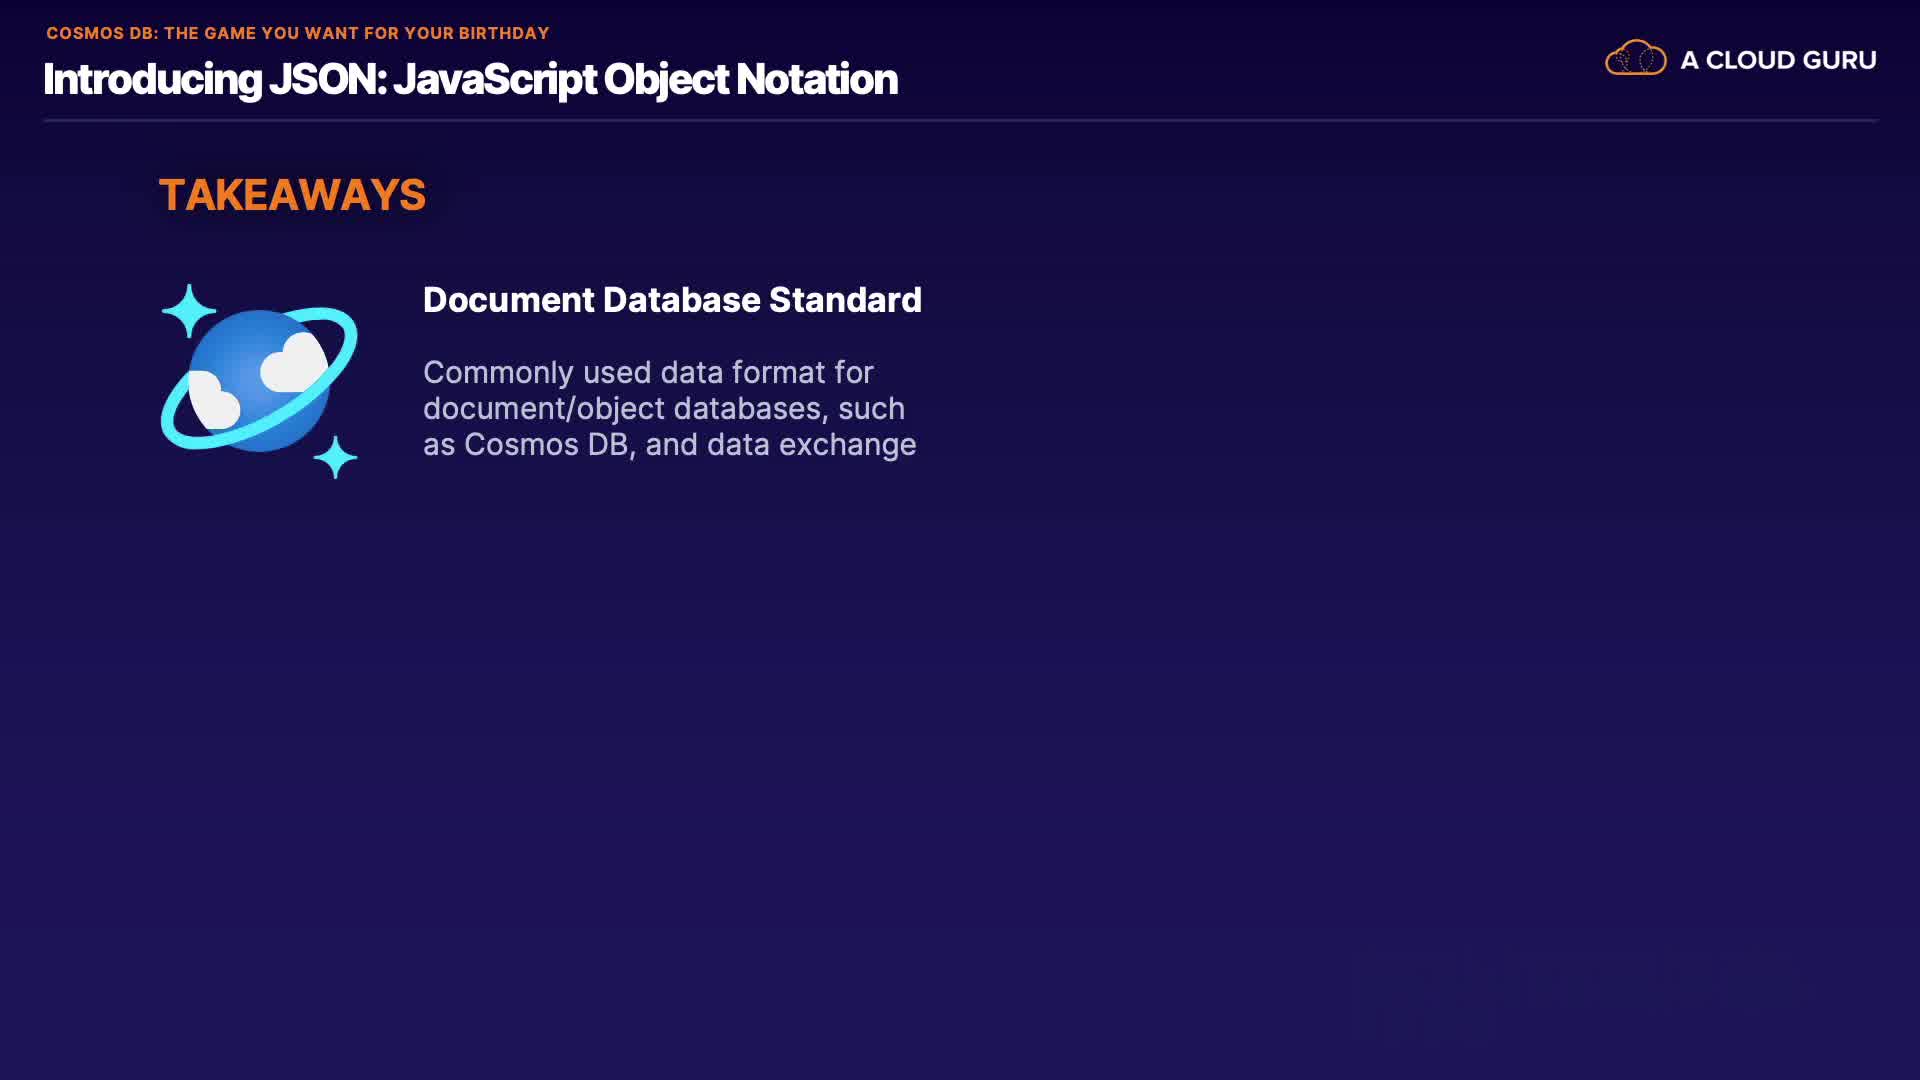 COSMOS DB: THE GAME YOU WANT FOR YOUR BIRTHDAY
Introducing JSON: JavaScript Object Notation
A CLOUD GURU
TAKEAWAYS
Document Database Standard
Commonly used data format for
document/object databases, such
as Cosmos DB, and data exchange